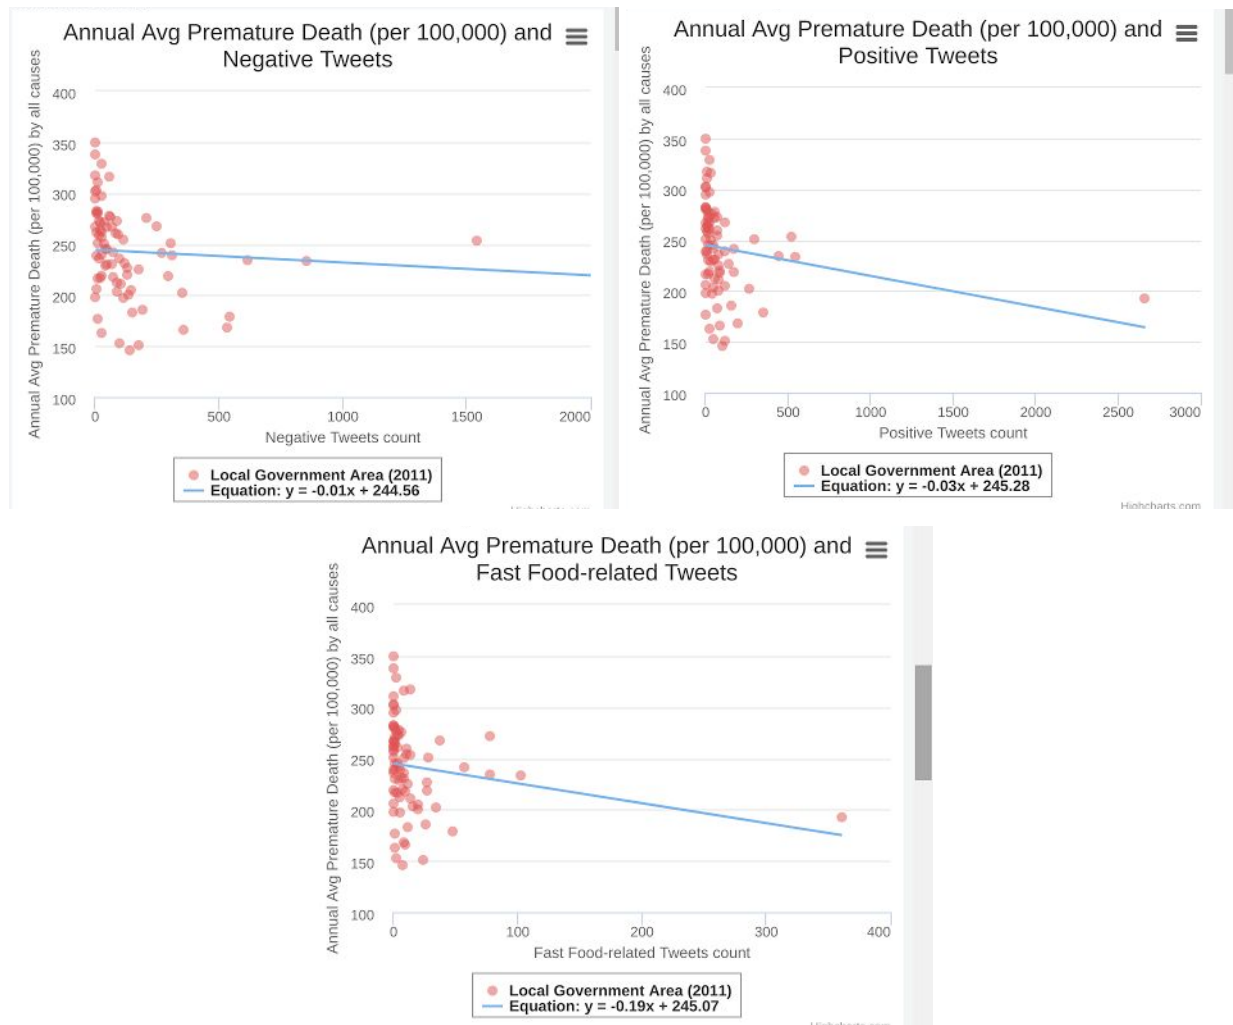 Annual Avg Premature Death (per 100,000) and
Negative Tweets
Annual Avg Premature Death (per 100,000) by all causes
400
350
300
250
200
150
100
0
500
1000
1500
2000
Negative Tweets count
Local Government Area (2011)
Equation: y = -0.01x + 244.56
Annual Avg Premature Death (per 100,000) and
Positive Tweets
Annual Avg Premature Death (per 100,000) by all causes
400
350
300
250
200
150
100
0
500
1000
1500
2000
2500
3000
Positive Tweets count
Local Government Area (2011)
Equation: y = -0.03x + 245.28
Highcharts.com
Annual Avg Premature Death (per 100,000) and
Fast Food-related Tweets
Annual Avg Premature Death (per 100,000) by all causes
400
350
300
250
200
150
100
0
100
200
300
400
Fast Food-related Tweets count
Local Government Area (2011)
Equation: y = -0.19x + 245.07